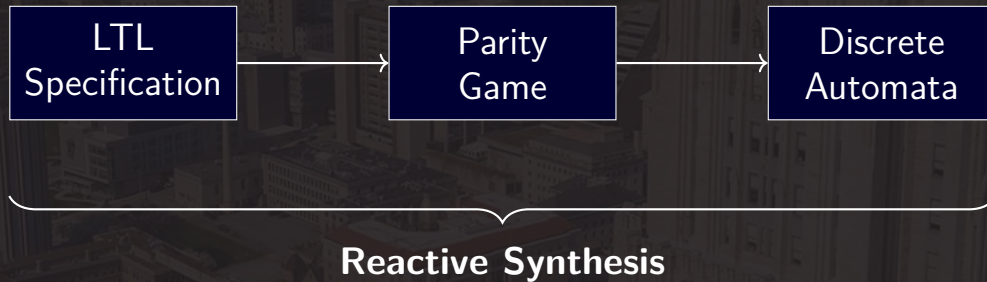 LTL
Specification
Parity
Game
Discrete
Automata
Reactive Synthesis